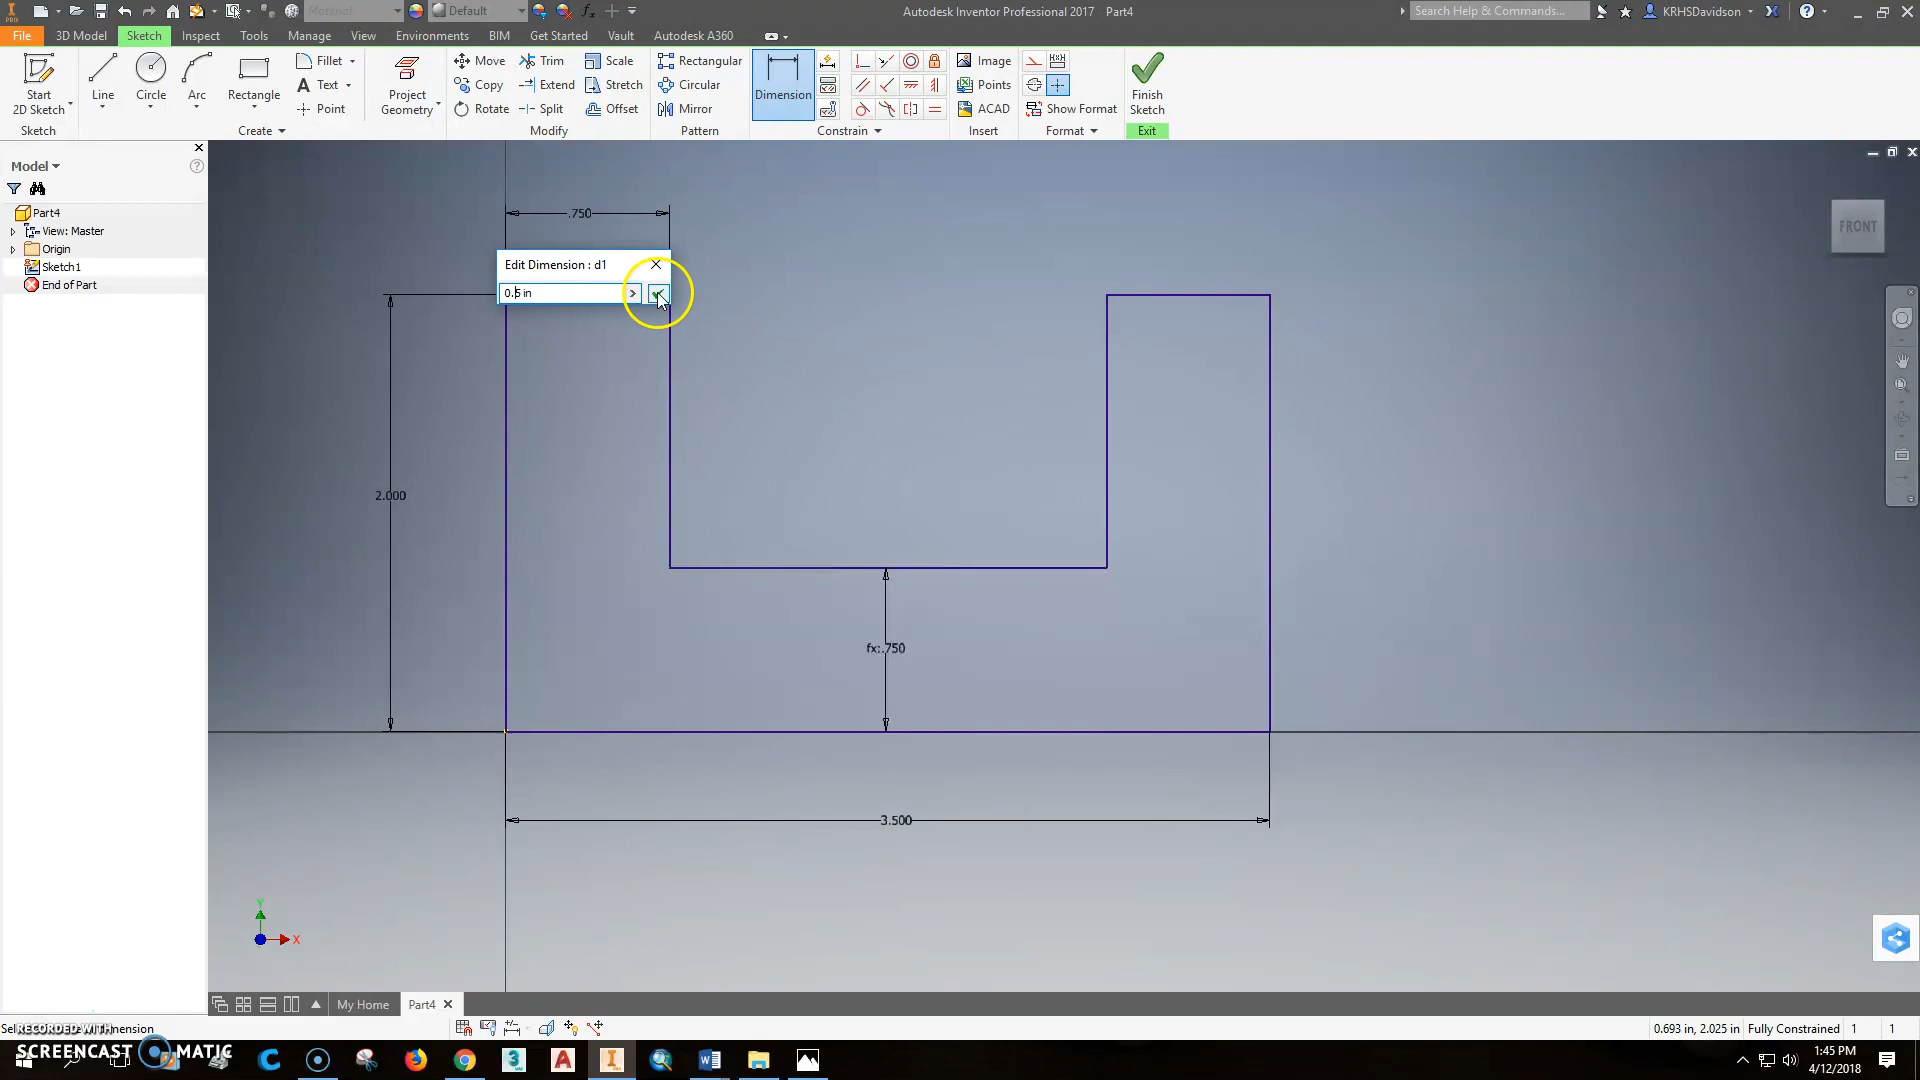 Material
Default
Autodesk Inventor Professional 2017 Part4
Search Help & Commands...
KRHSDavidson
PRO
File
3D Model
Sketch
Inspect
Tools
Manage
View
Environments
BIM
Get Started
Vault
Autodesk A360
Start
2D Sketch
Line
Circle
Arc
Rectangle
Fillet
Text
Point
Project
Geometry
Move
Copy
Rotate
Trim
Extend
Split
Scale
Stretch
Offset
Rectangular
Circular
Mirror
Dimension
Image
Points
ACAD
Show Format
Finish
Sketch
Sketch
Create
Modify
Pattern
Constrain
Insert
Format
Exit
Model
Part4
View: Master
Origin
Sketch1
End of Part
.750
Edit Dimension : d1
0.5 in
FRONT
2.000
fx:.750
3.500
Y
X
My Home
Part4
mension
0.693 in, 2.025 in
Fully Constrained
1
1
RECORDED WITH
SCREENCAST MATIC
1:45 PM
4/12/2018